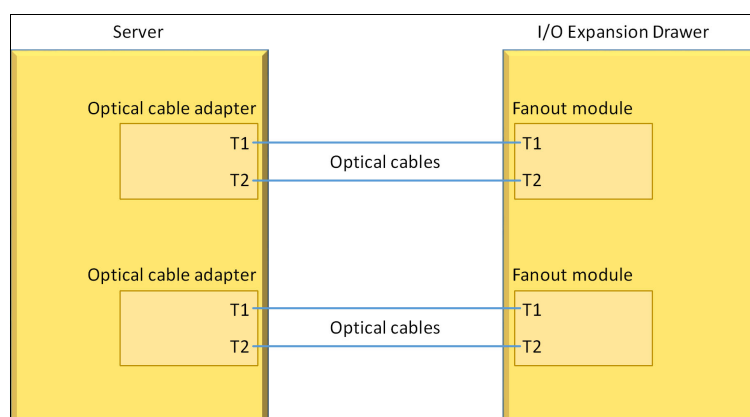 Server
I/O Expansion Drawer
Optical cable adapter
Fanout module
T1
T1
Optical cables
T2
T2
Optical cable adapter
Fanout module
T1
T1
Optical cables
T2
T2